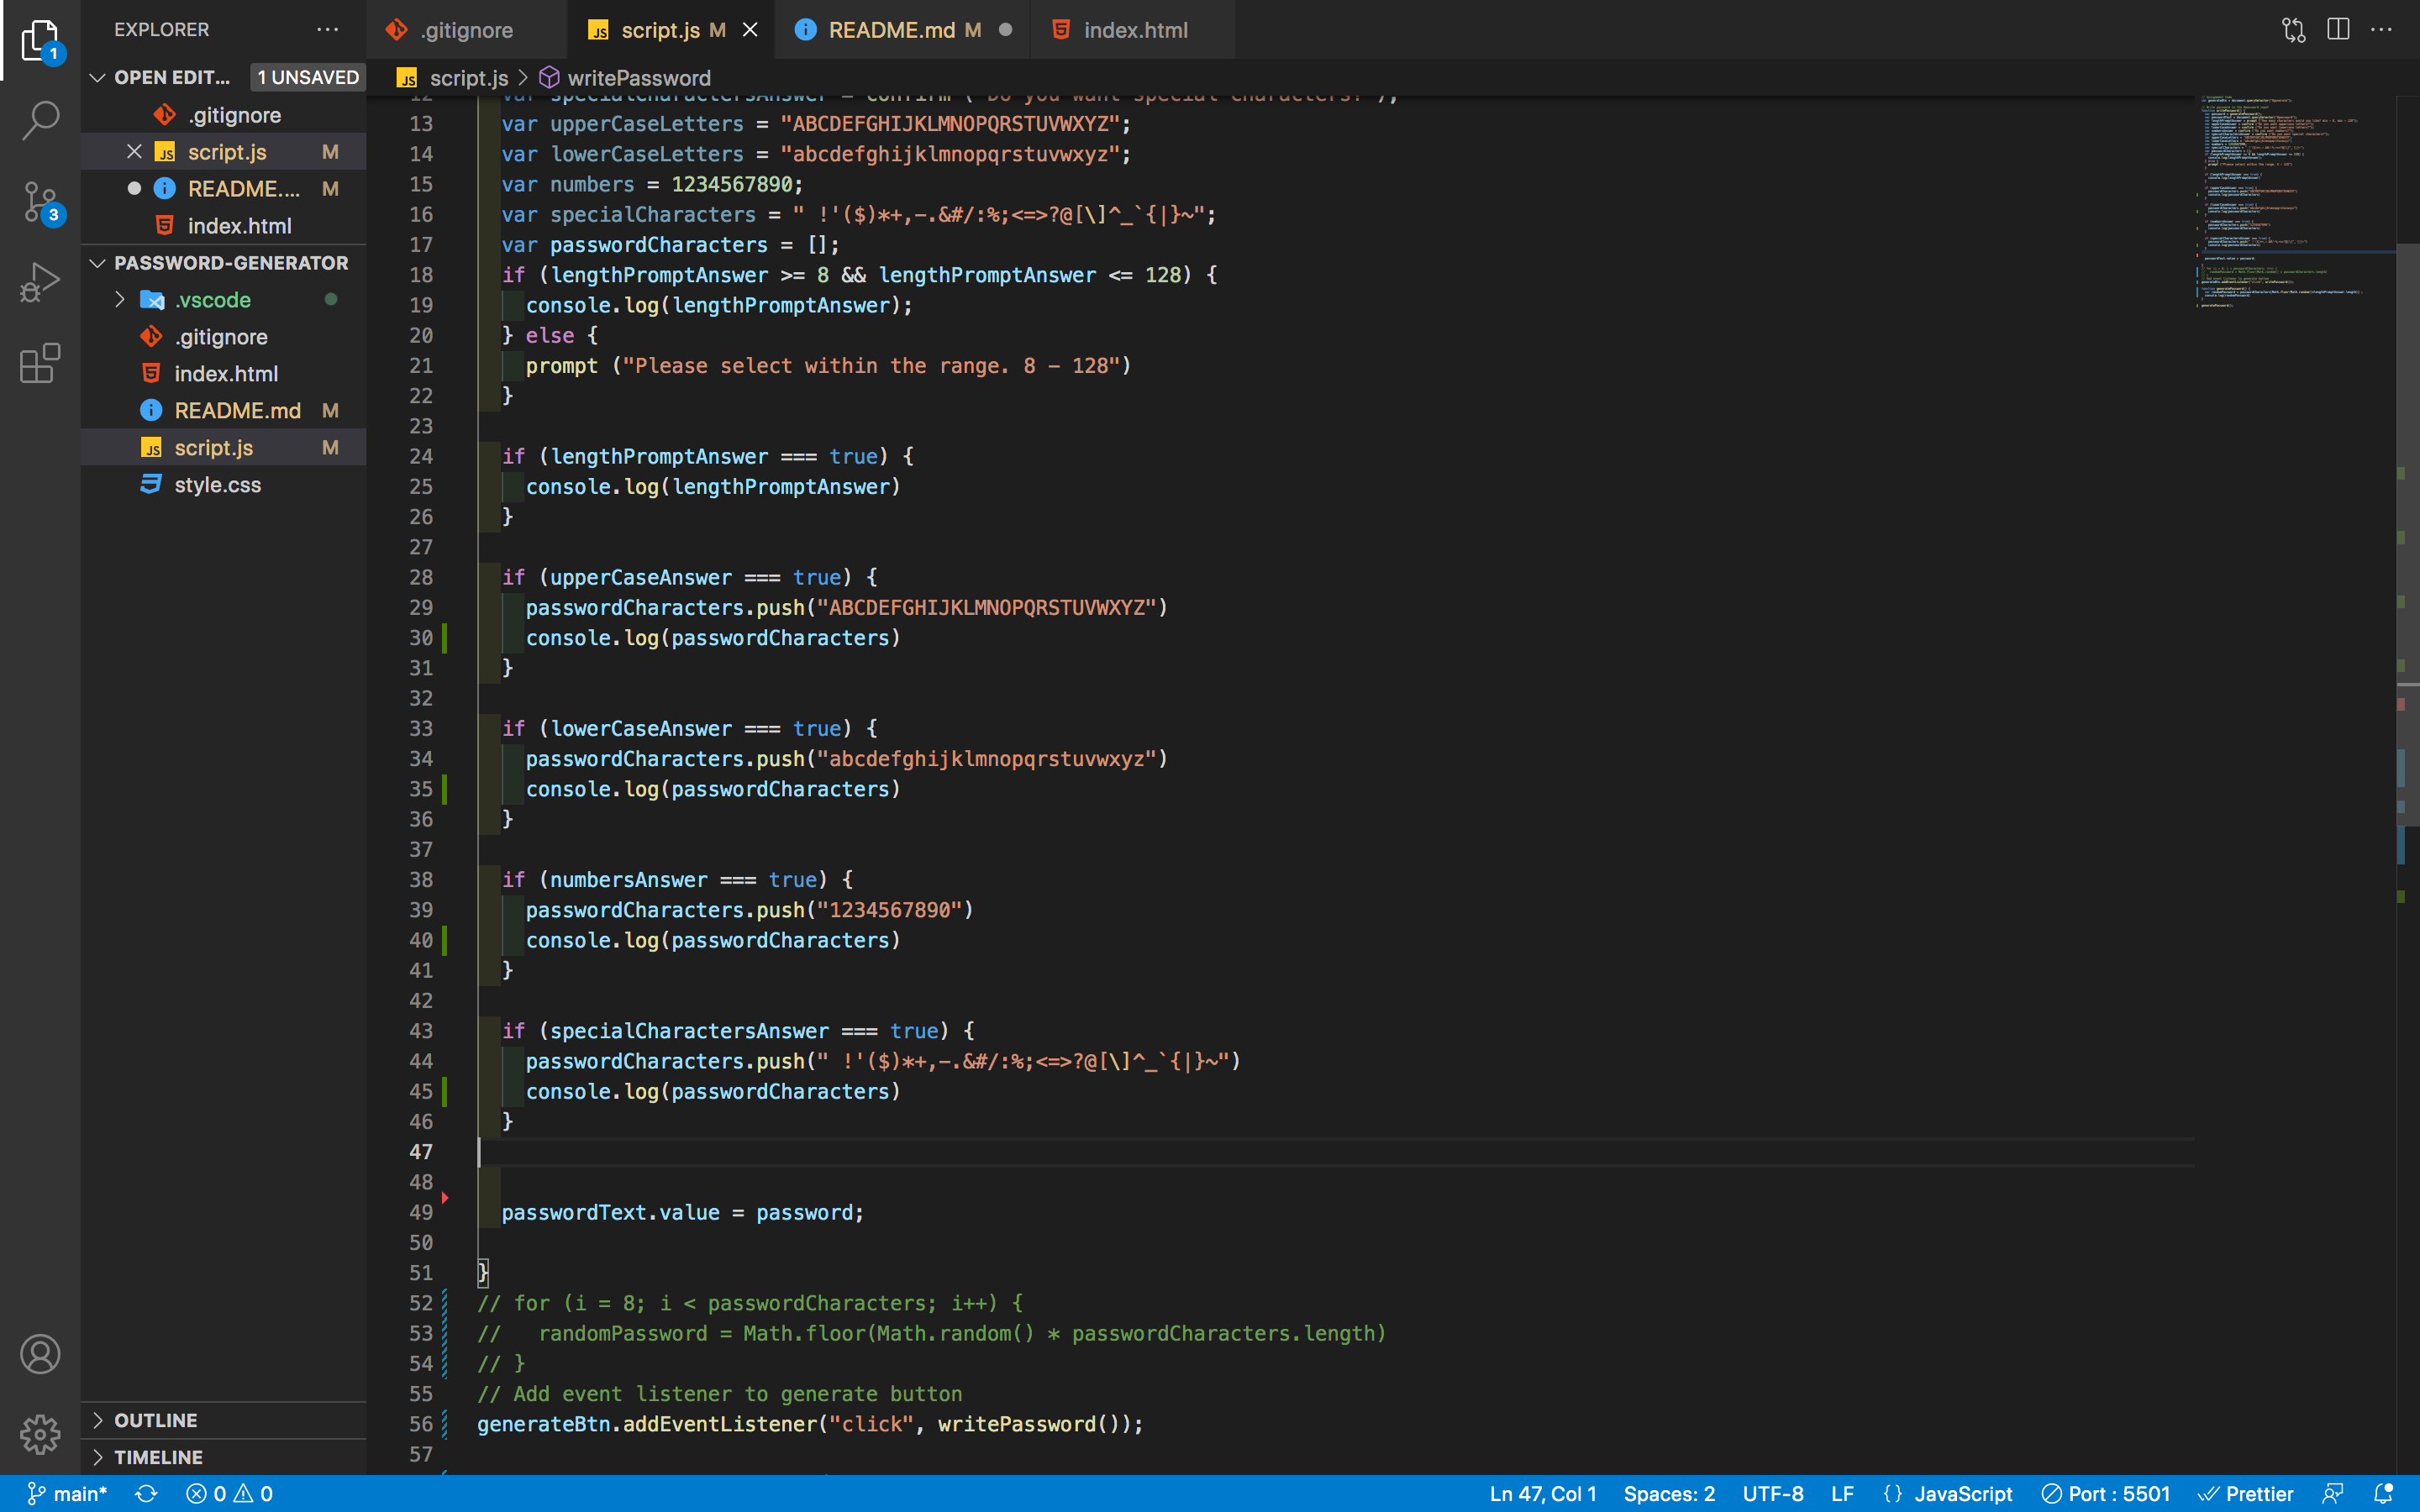 EXPLORER
.gitignore
script.js M
README.md M
index.html
OPEN EDIT... 1 UNSAVED
.gitignore
script.js M
README.... M
index.html
PASSWORD-GENERATOR
.vscode
.gitignore
index.html
README.md M
script.js M
style.css
OUTLINE
TIMELINE
1
3
script.js > writePassword
12 var specialCharactersAnswer = confirm ("Do you want special characters?");
13 var upperCaseLetters = "ABCDEFGHIJKLMNOPQRSTUVWXYZ";
14 var lowerCaseLetters = "abcdefghijklmnopqrstuvwxyz";
15 var numbers = 1234567890;
16 var specialCharacters = " !'($)*+,-.&#/:%;<=>?@[\]^_`{|}~";
17 var passwordCharacters = [];
18 if (lengthPromptAnswer >= 8 && lengthPromptAnswer <= 128) {
19 console.log(lengthPromptAnswer);
20 } else {
21 prompt ("Please select within the range. 8 - 128")
22 }
23
24 if (lengthPromptAnswer === true) {
25 console.log(lengthPromptAnswer)
26 }
27
28 if (upperCaseAnswer === true) {
29 passwordCharacters.push("ABCDEFGHIJKLMNOPQRSTUVWXYZ")
30 console.log(passwordCharacters)
31 }
32
33 if (lowerCaseAnswer === true) {
34 passwordCharacters.push("abcdefghijklmnopqrstuvwxyz")
35 console.log(passwordCharacters)
36 }
37
38 if (numbersAnswer === true) {
39 passwordCharacters.push("1234567890")
40 console.log(passwordCharacters)
41 }
42
43 if (specialCharactersAnswer === true) {
44 passwordCharacters.push(" !'($)*+,-.&#/:%;<=>?@[\]^_`{|}~")
45 console.log(passwordCharacters)
46 }
47
48
49 passwordText.value = password;
50
51 }
52 // for (i = 8; i < passwordCharacters; i++) {
53 //   randomPassword = Math.floor(Math.random() * passwordCharacters.length)
54 // }
55 // Add event listener to generate button
56 generateBtn.addEventListener("click", writePassword());
57
main* 0 0 Ln 47, Col 1 Spaces: 2 UTF-8 LF {} JavaScript Port : 5501 Prettier